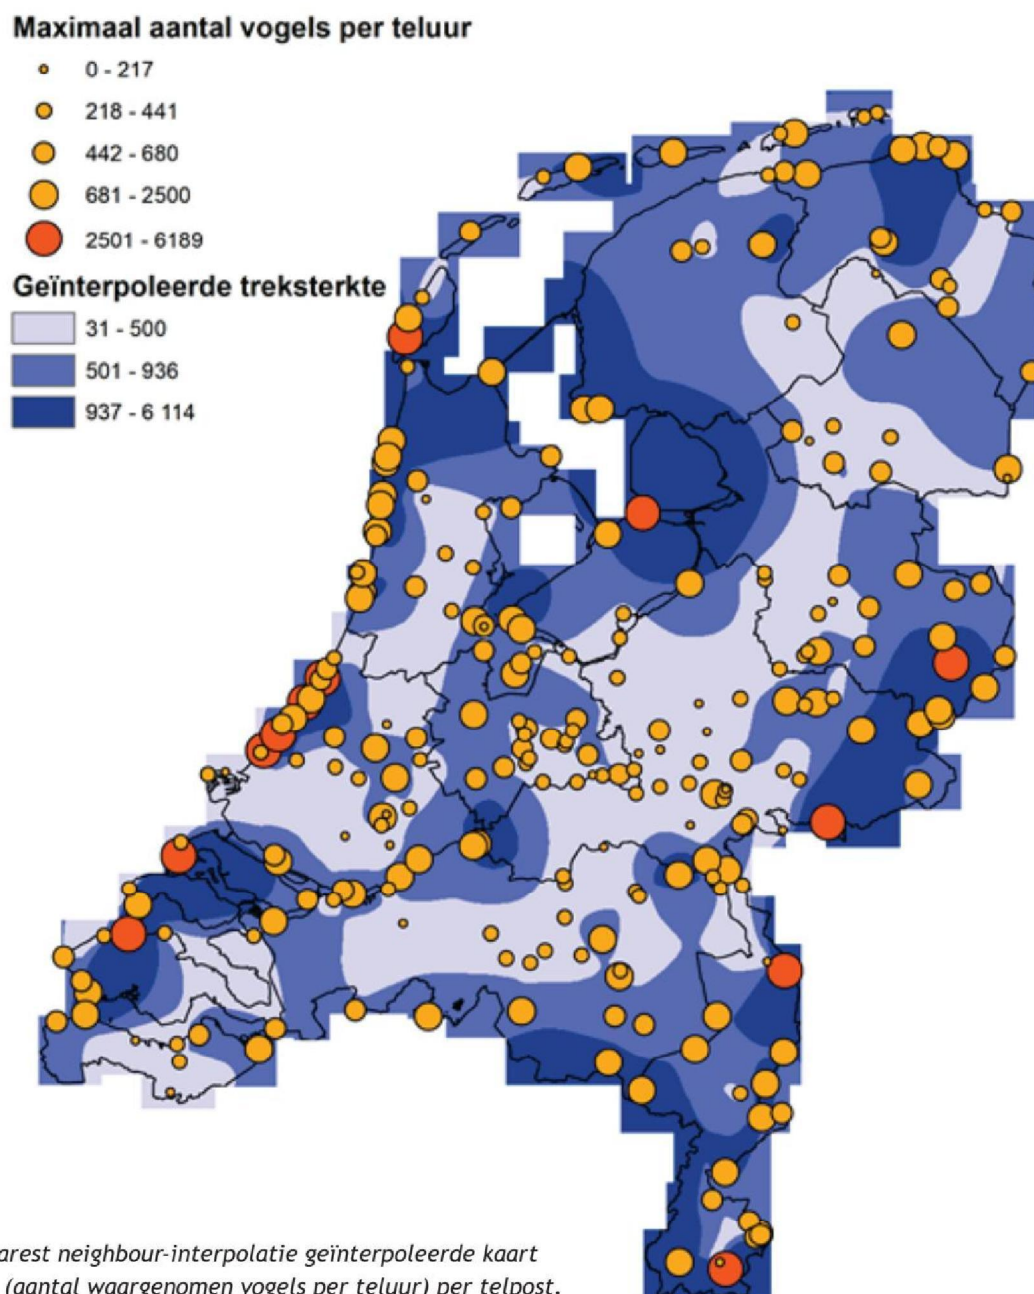 Maximaal aantal vogels per teluur
0 - 217
218 - 441
442 - 680
681 - 2500
2501 - 6189
Geïnterpoleerde treksterkte
31 - 500
501 - 936
937 - 6 114
arest neighbour-interpolatie geïnterpoleerde kaart
(aantal waargenomen vogels per teluur) per telpost.